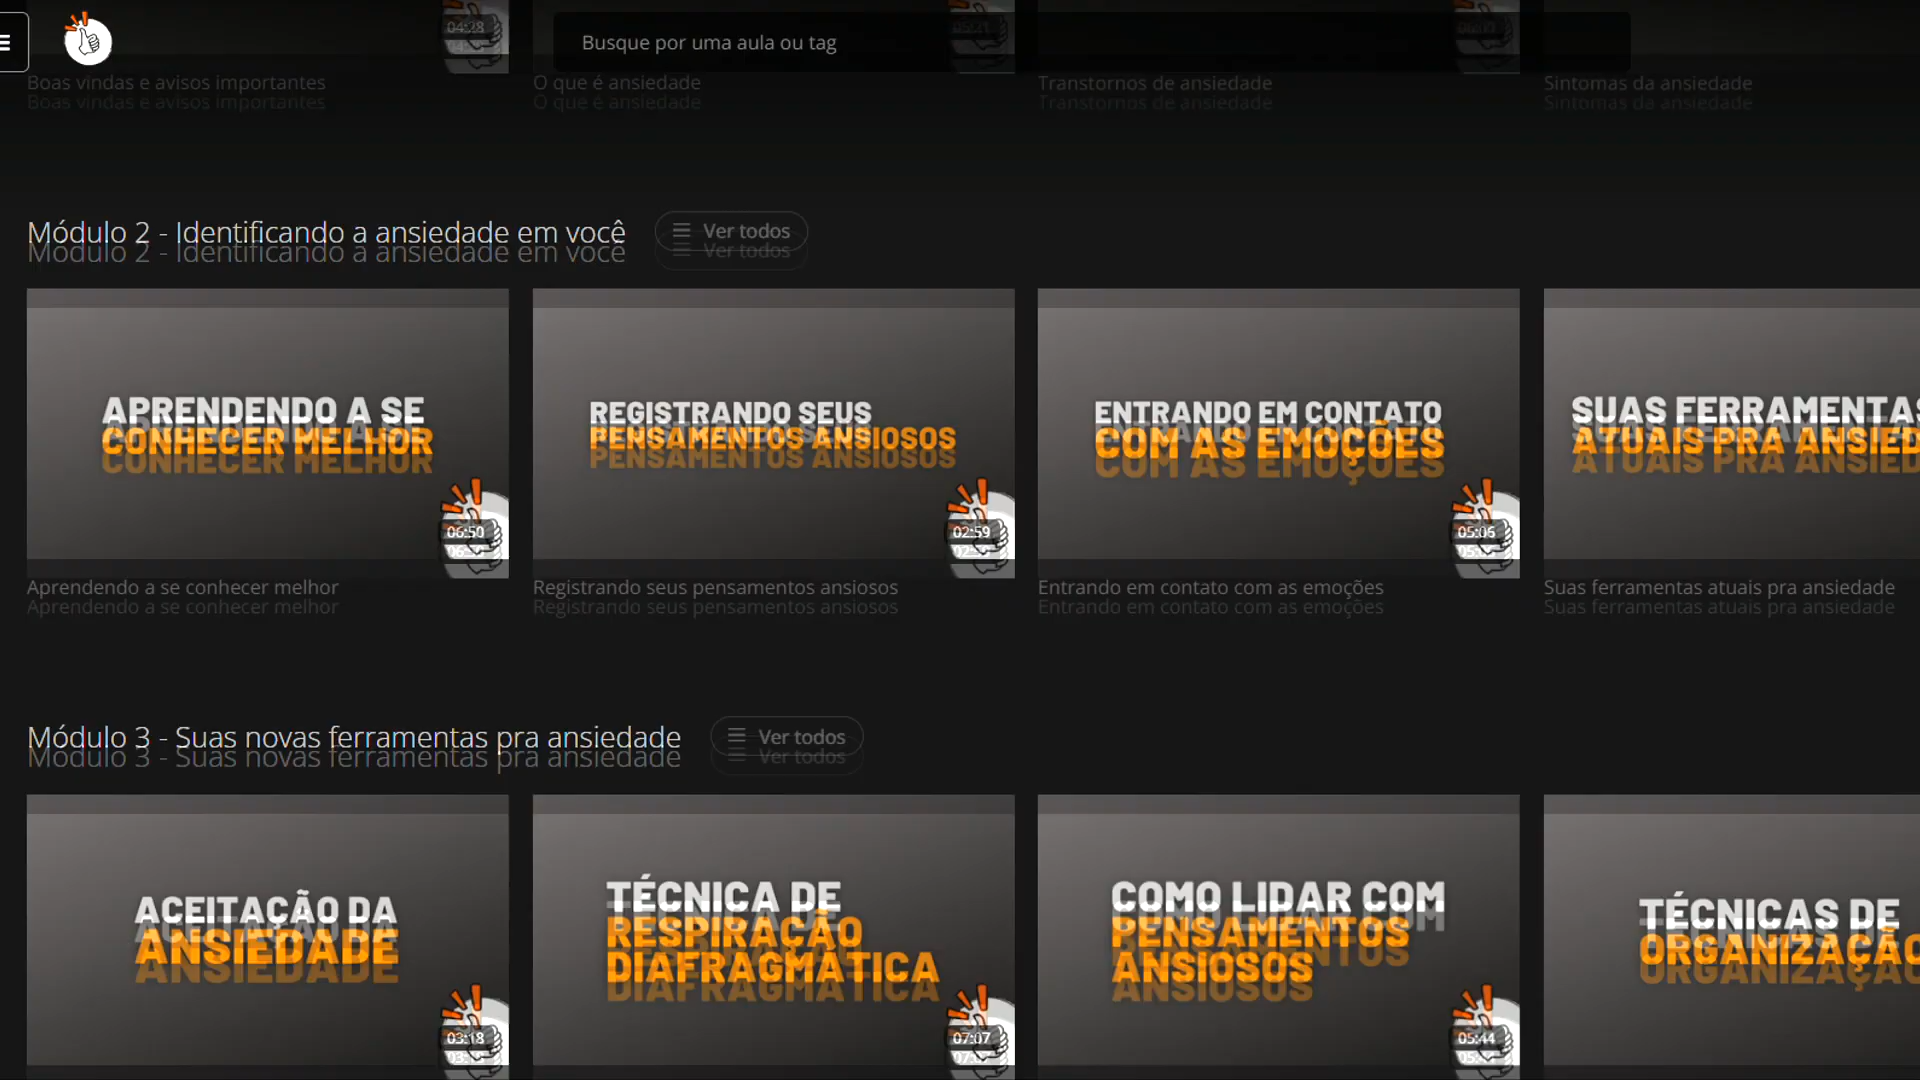 04:28
Busque por uma aula ou tag
05:21
Boas vindas e avisos importantes
O que é ansiedade
Transtornos de ansiedade
Sintomas da ansiedade
Módulo 2 - Identificando a ansiedade em você
Ver todos
APRENDENDO A SE
CONHECER MELHOR
06:50
REGISTRANDO SEUS
PENSAMENTOS ANSIOSOS
02:59
ENTRANDO EM CONTATO
COM AS EMOÇÕES
05:06
SUAS FERRAMENTAS
ATUAIS PRA ANSIED
Aprendendo a se conhecer melhor
Registrando seus pensamentos ansiosos
Entrando em contato com as emoções
Suas ferramentas atuais pra ansiedade
Módulo 3 - Suas novas ferramentas pra ansiedade
Ver todos
ACEITAÇÃO DA
ANSIEDADE
03:18
TÉCNICA DE
RESPIRAÇÃO
DIAFRAGMÁTICA
07:07
COMO LIDAR COM
PENSAMENTOS
ANSIOSOS
05:44
TÉCNICAS DE
ORGANIZAÇÃO